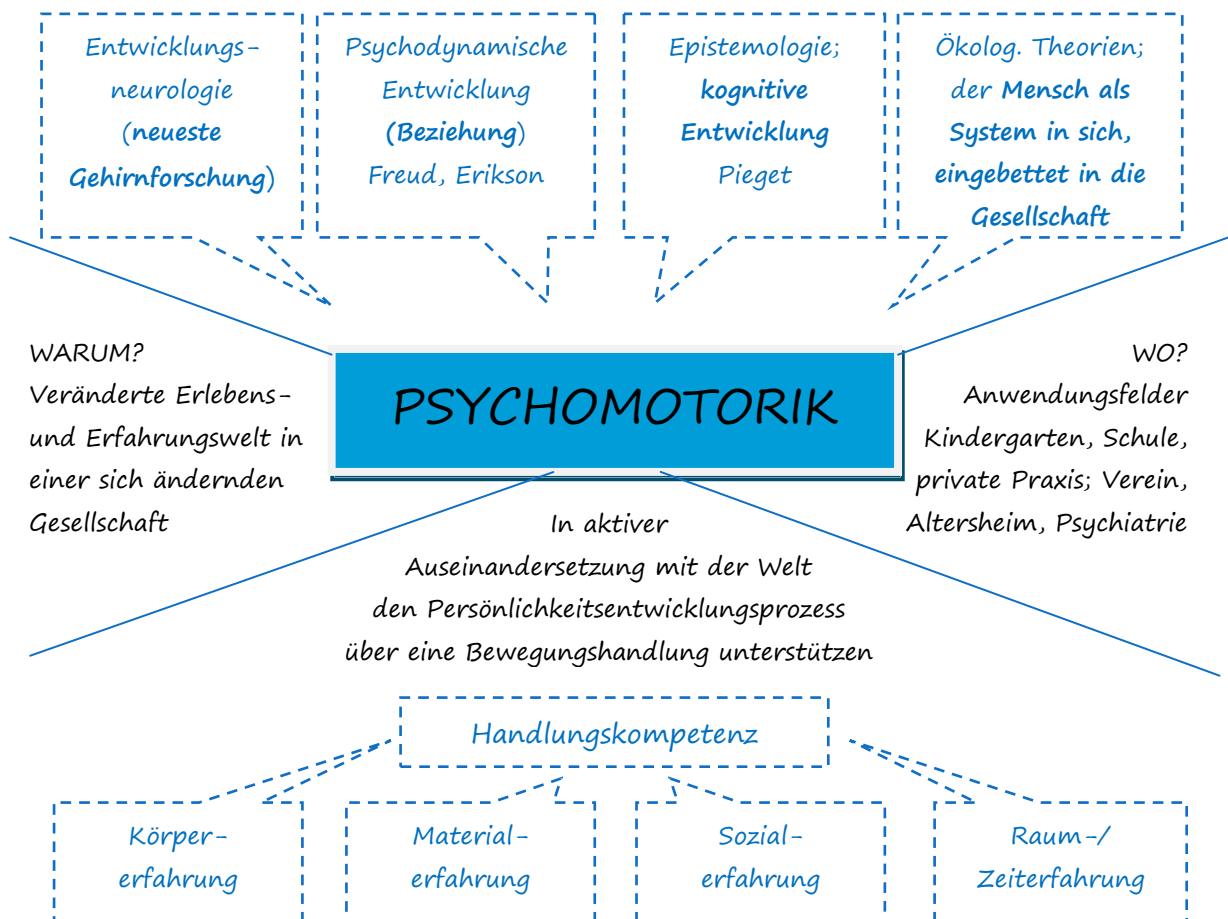 Entwicklungs-
neurologie
(neueste
Gehirnforschung)
Psychodynamische
Entwicklung
(Beziehung)
Freud, Erikson
Epistemologie;
kognitive
Entwicklung
Pieget
Ökolog. Theorien;
der Mensch als
System in sich,
eingebettet in die
Gesellschaft
WARUM?
Veränderte Erlebens-
und Erfahrungswelt in
einer sich ändernden
Gesellschaft
PSYCHOMOTORIK
WO?
Anwendungsfelder
Kindergarten, Schule,
private Praxis; Verein,
Altersheim, Psychiatrie
In aktiver
Auseinandersetzung mit der Welt
den Persönlichkeitsentwicklungsprozess
über eine Bewegungshandlung unterstützen
Handlungskompetenz
Körper-
erfahrung
Material-
erfahrung
Sozial-
erfahrung
Raum-/
Zeiterfahrung